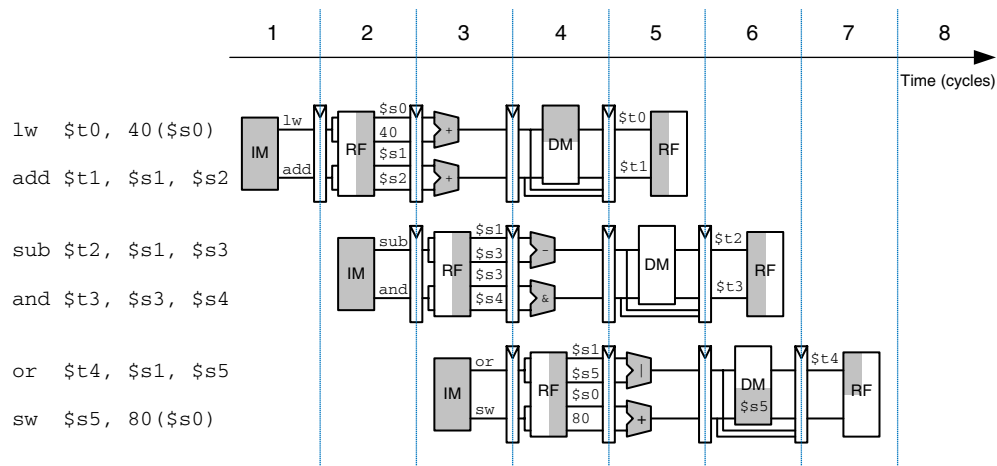 1 2 3 4 5 6 7 8
Time (cycles)
lw $t0, 40($s0)
add $t1, $s1, $s2
IM
lw
add
RF
$s0
40
$s1
$s2
+
+
DM
$t0
$t1
RF
sub $t2, $s1, $s3
and $t3, $s3, $s4
IM
sub
and
RF
$s1
$s3
$s3
$s4
-
&
DM
$t2
$t3
RF
or $t4, $s1, $s5
sw $s5, 80($s0)
IM
or
sw
RF
$s1
$s5
$s0
80
|
+
DM
$s5
$t4
RF